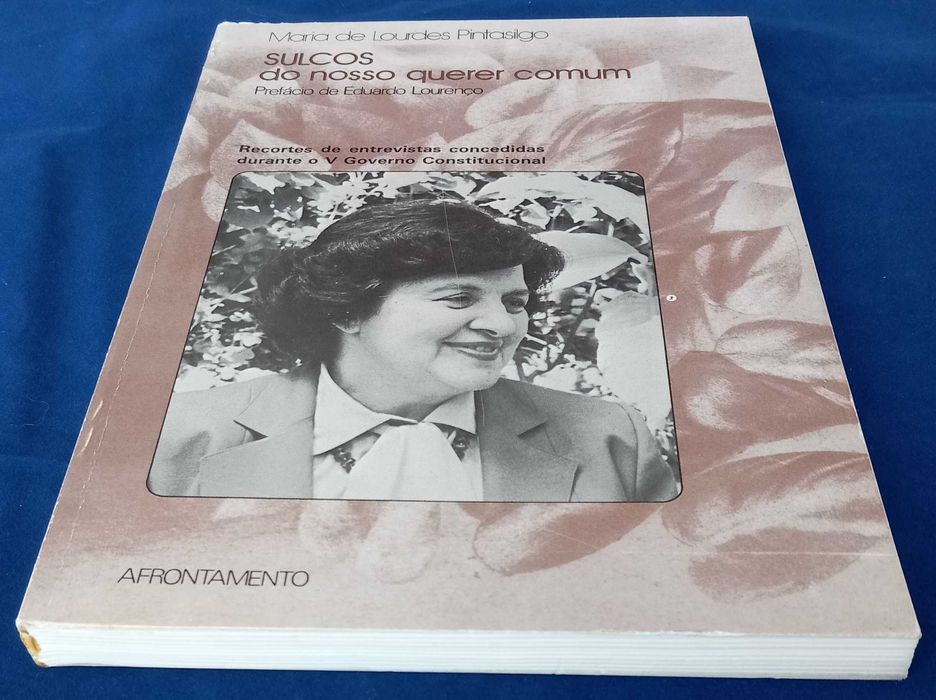 Maria de Lourdes Pintasilgo
SULCOS
do nosso querer comum
Prefácio de Eduardo Lourenço
Recortes de entrevistas concedidas
durante o V Governo Constitucional
AFRONTAMENTO